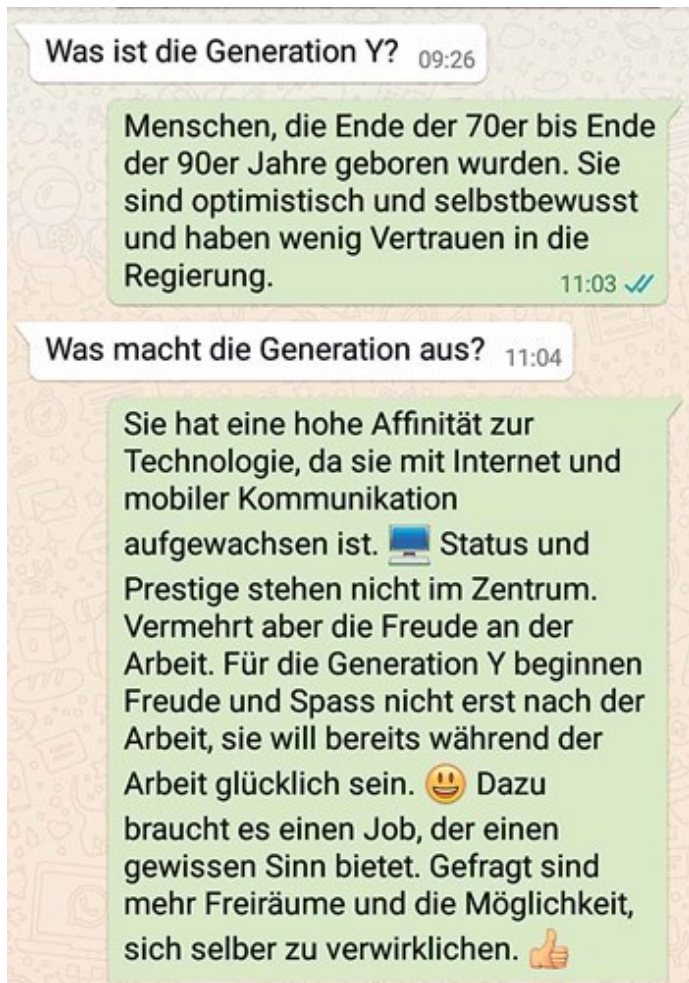 Was ist die Generation Y? 09:26
Menschen, die Ende der 70er bis Ende
der 90er Jahre geboren wurden. Sie
sind optimistisch und selbstbewusst
und haben wenig Vertrauen in die
Regierung. 11:03
Was macht die Generation aus? 11:04
Sie hat eine hohe Affinität zur
Technologie, da sie mit Internet und
mobiler Kommunikation
aufgewachsen ist. 🖥️ Status und
Prestige stehen nicht im Zentrum.
Vermehrt aber die Freude an der
Arbeit. Für die Generation Y beginnen
Freude und Spass nicht erst nach der
Arbeit, sie will bereits während der
Arbeit glücklich sein. 😃 Dazu
braucht es einen Job, der einen
gewissen Sinn bietet. Gefragt sind
mehr Freiräume und die Möglichkeit,
sich selber zu verwirklichen. 👍